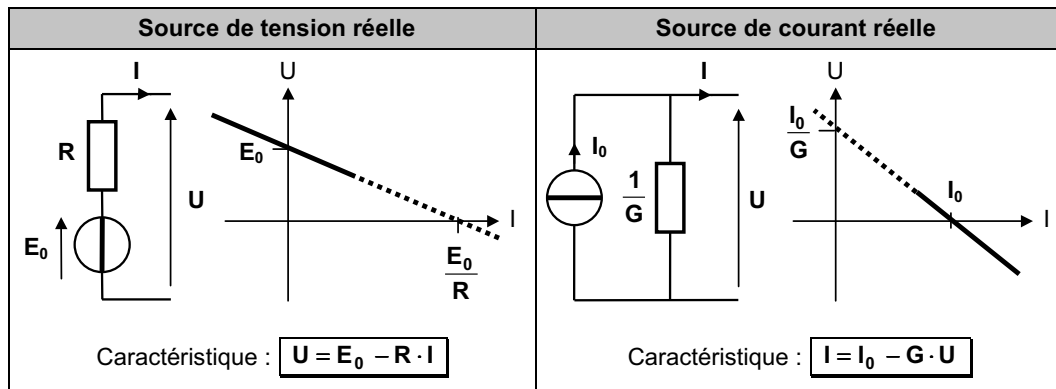 Source de tension réelle
Source de courant réelle
I
U
R
E₀
U
E₀
I
E₀/R
Caractéristique : U = E₀ – R · I
I
I₀
1/G
U
U
I₀/G
I₀
I
Caractéristique : I = I₀ – G · U